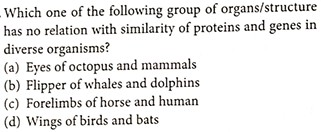 . Which one of the following group of organs/structure
has no relation with similarity of proteins and genes in
diverse organisms?
(a) Eyes of octopus and mammals
(b) Flipper of whales and dolphins
(c) Forelimbs of horse and human
(d) Wings of birds and bats